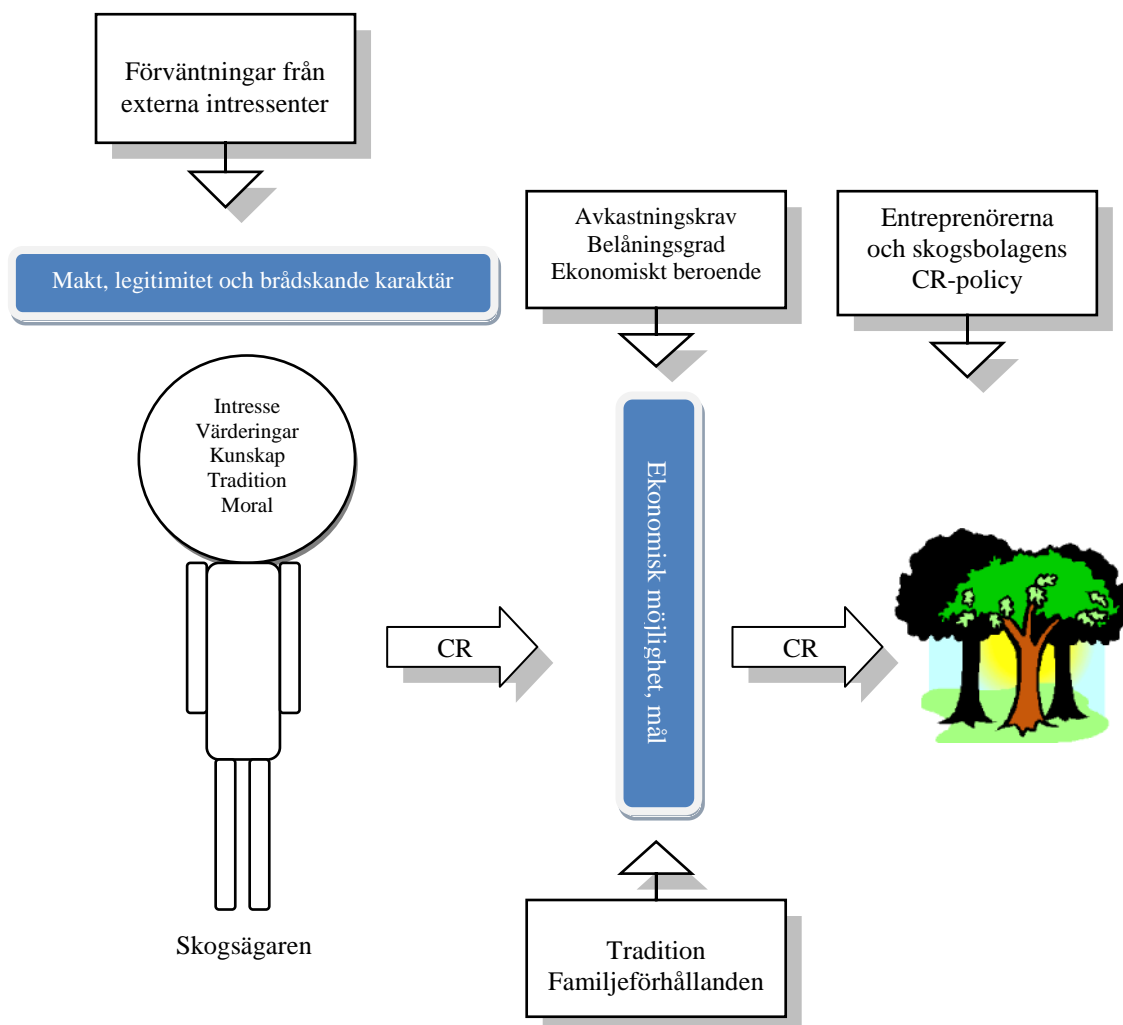 Förväntningar från
externa intressenter
Makt, legitimitet och brådskande karaktär
Intresse
Värderingar
Kunskap
Tradition
Moral
Skogsägaren
CR
Avkastningskrav
Belåningsgrad
Ekonomiskt beroende
Ekonomisk möjlighet, mål
Tradition
Familjeförhållanden
CR
Entreprenörerna
och skogsbolagens
CR-policy